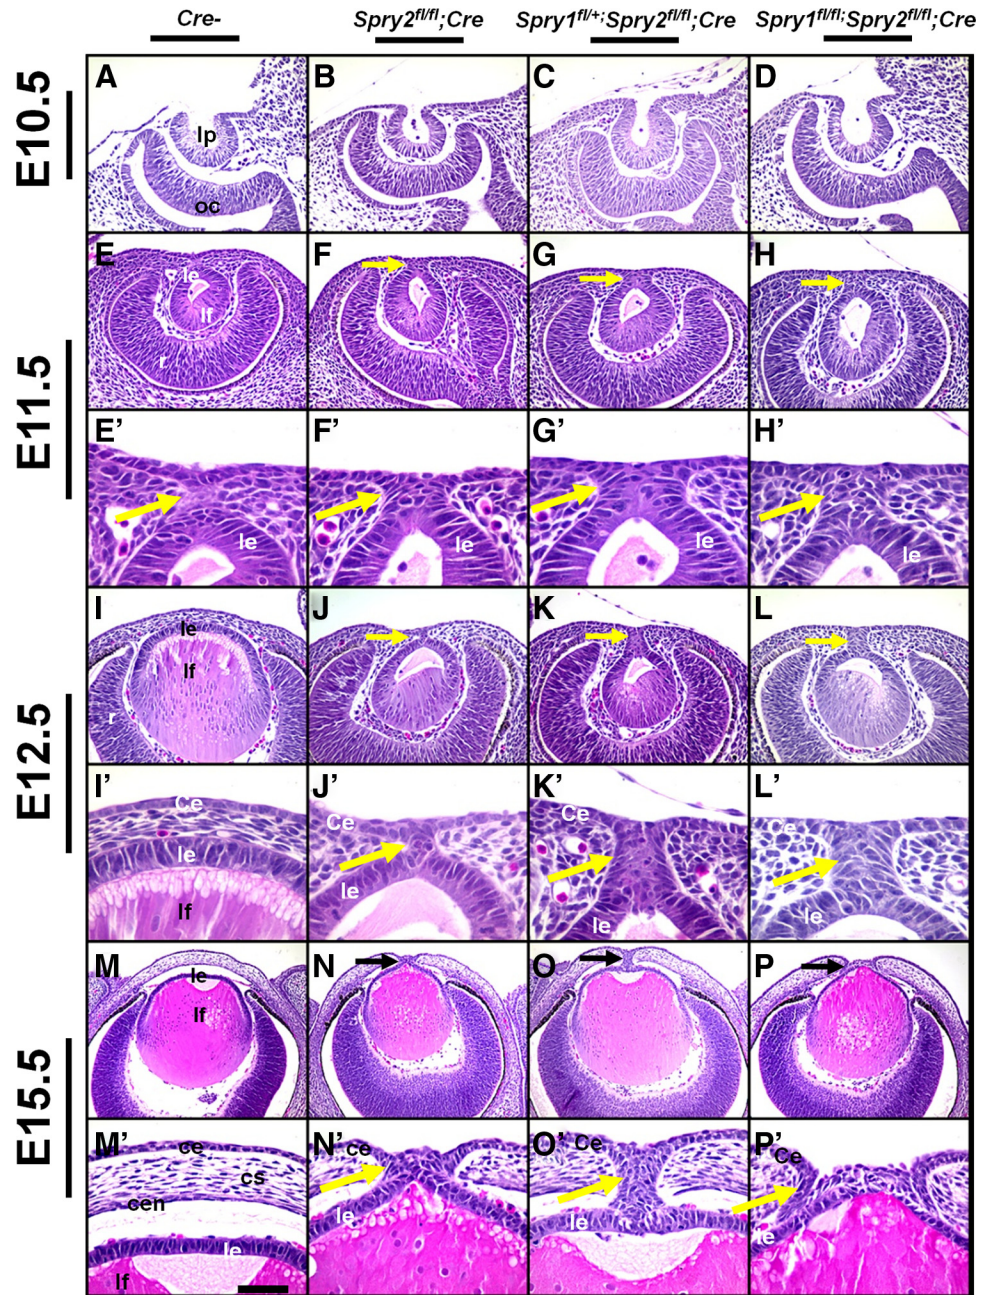 Cre- Spry2fl/fl;Cre Spry1fl/+;Spry2fl/fl;Cre Spry1fl/fl;Spry2fl/fl;Cre
E10.5
A B C D
lp
oc
E11.5
E F G H
le
lf
r
E' F' G' H'
le le le le
E12.5
I J K L
le
lf
r
I' J' K' L'
Ce Ce Ce Ce
le le le le
lf
E15.5
M N O P
le
lf
M' N' O' P'
ce ce Ce Ce
cs
cen
le le le le
lf